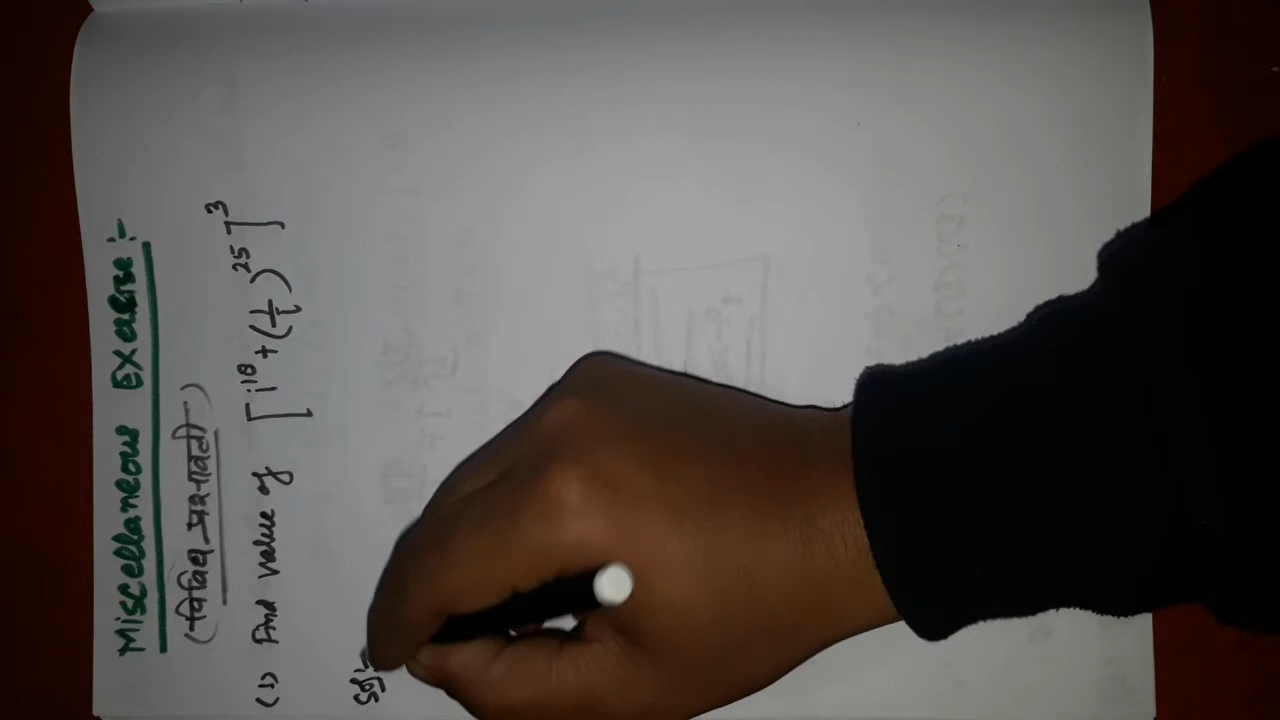 Miscellaneous Exercise :-
(विविध प्रश्नावली)
(1) Find value of [i¹⁸ + (1/i)²⁵]³
Sol:-